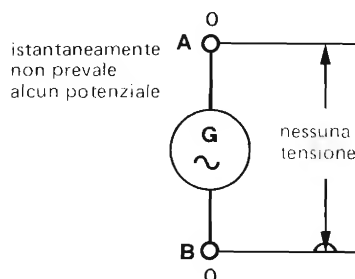 0
istantaneamente
non prevale
alcun potenziale
A
G
nessuna
tensione
B
0